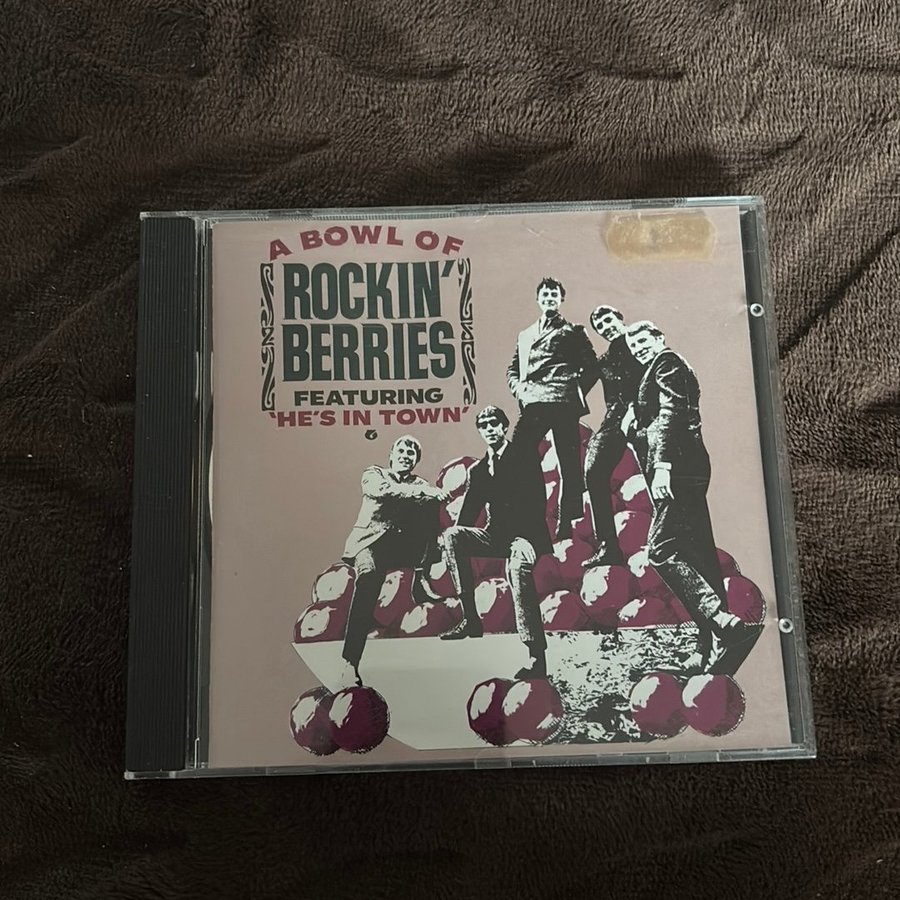 A BOWL OF
ROCKIN'
BERRIES
FEATURING
'HE'S IN TOWN'